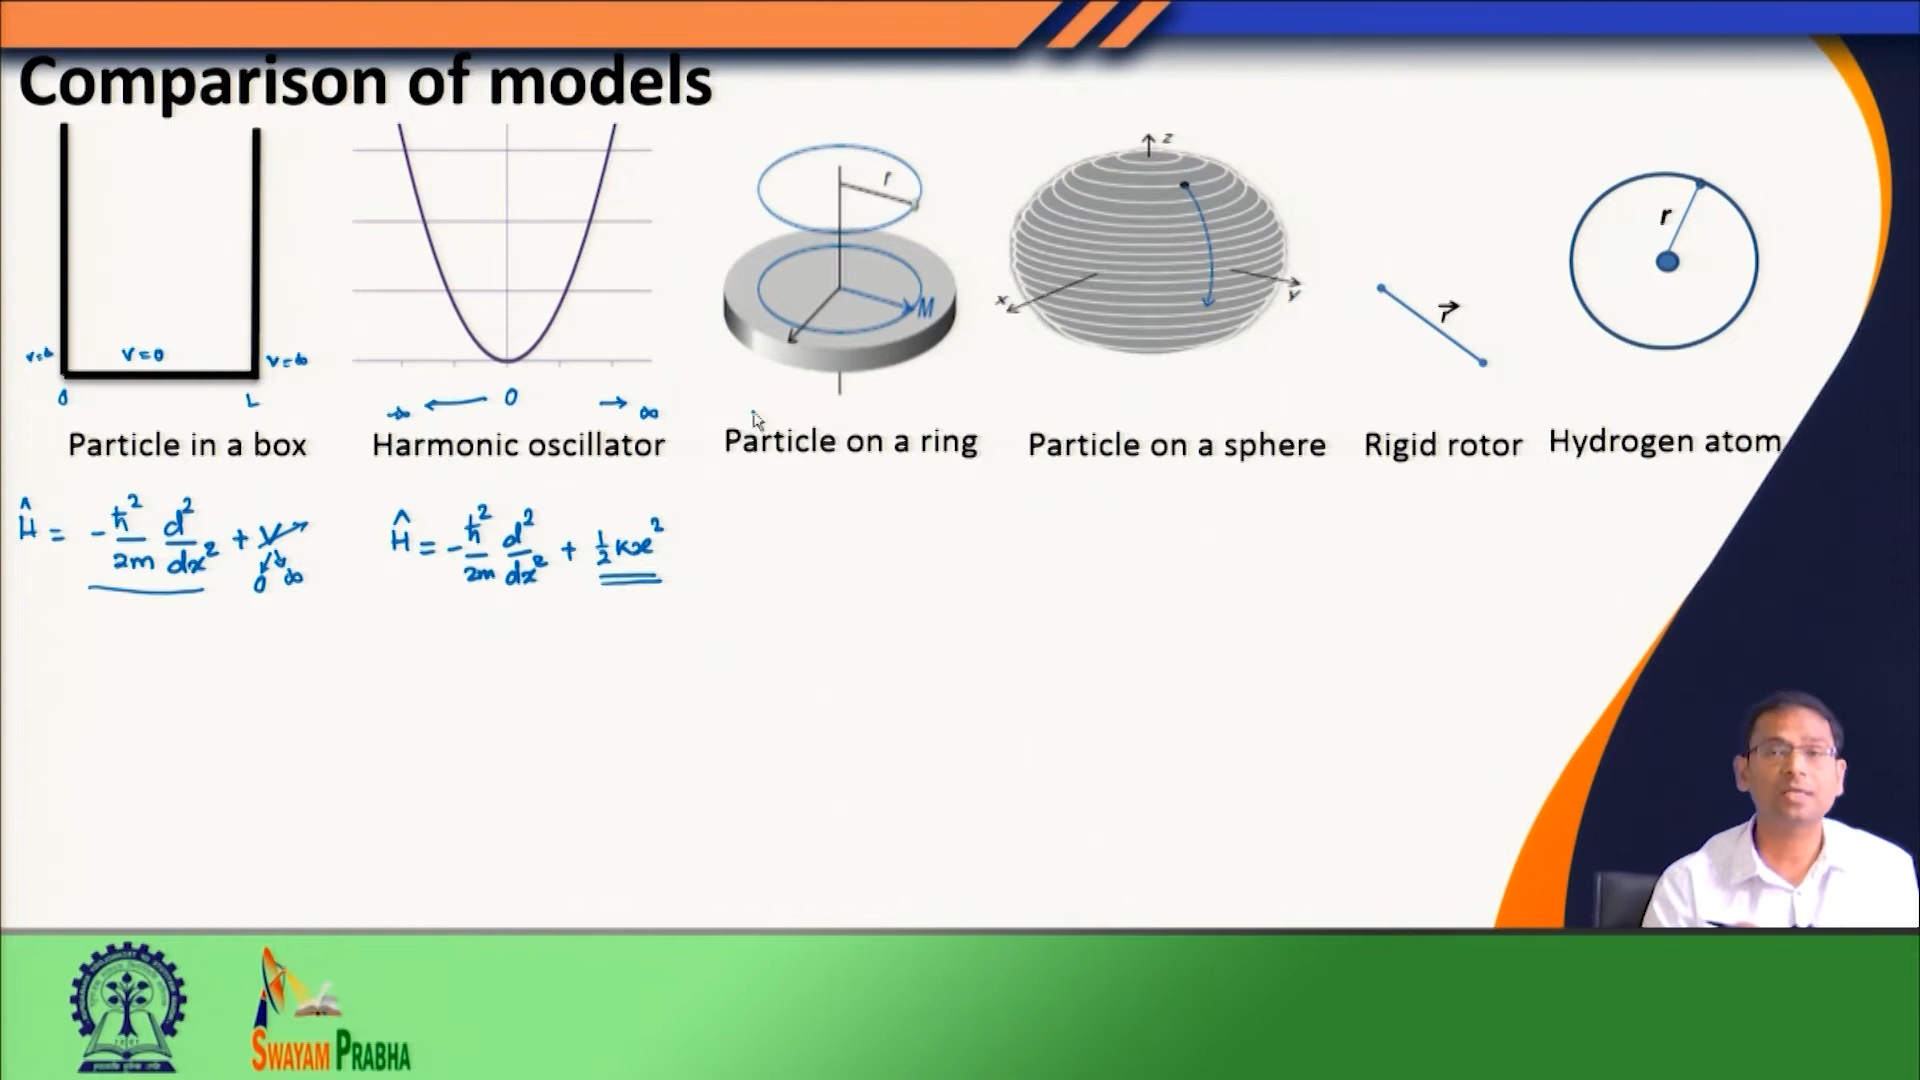 Comparison of models
z
r
r
M
x
y
r
V=∞
V=0
V=∞
0
L
-∞ ← 0 → ∞
Particle in a box
Harmonic oscillator
Particle on a ring
Particle on a sphere
Rigid rotor
Hydrogen atom
Ĥ = -ħ²/2m d²/dx² + V
0 ∞
Ĥ = -ħ²/2m d²/dx² + ½kx²
SWAYAM PRABHA